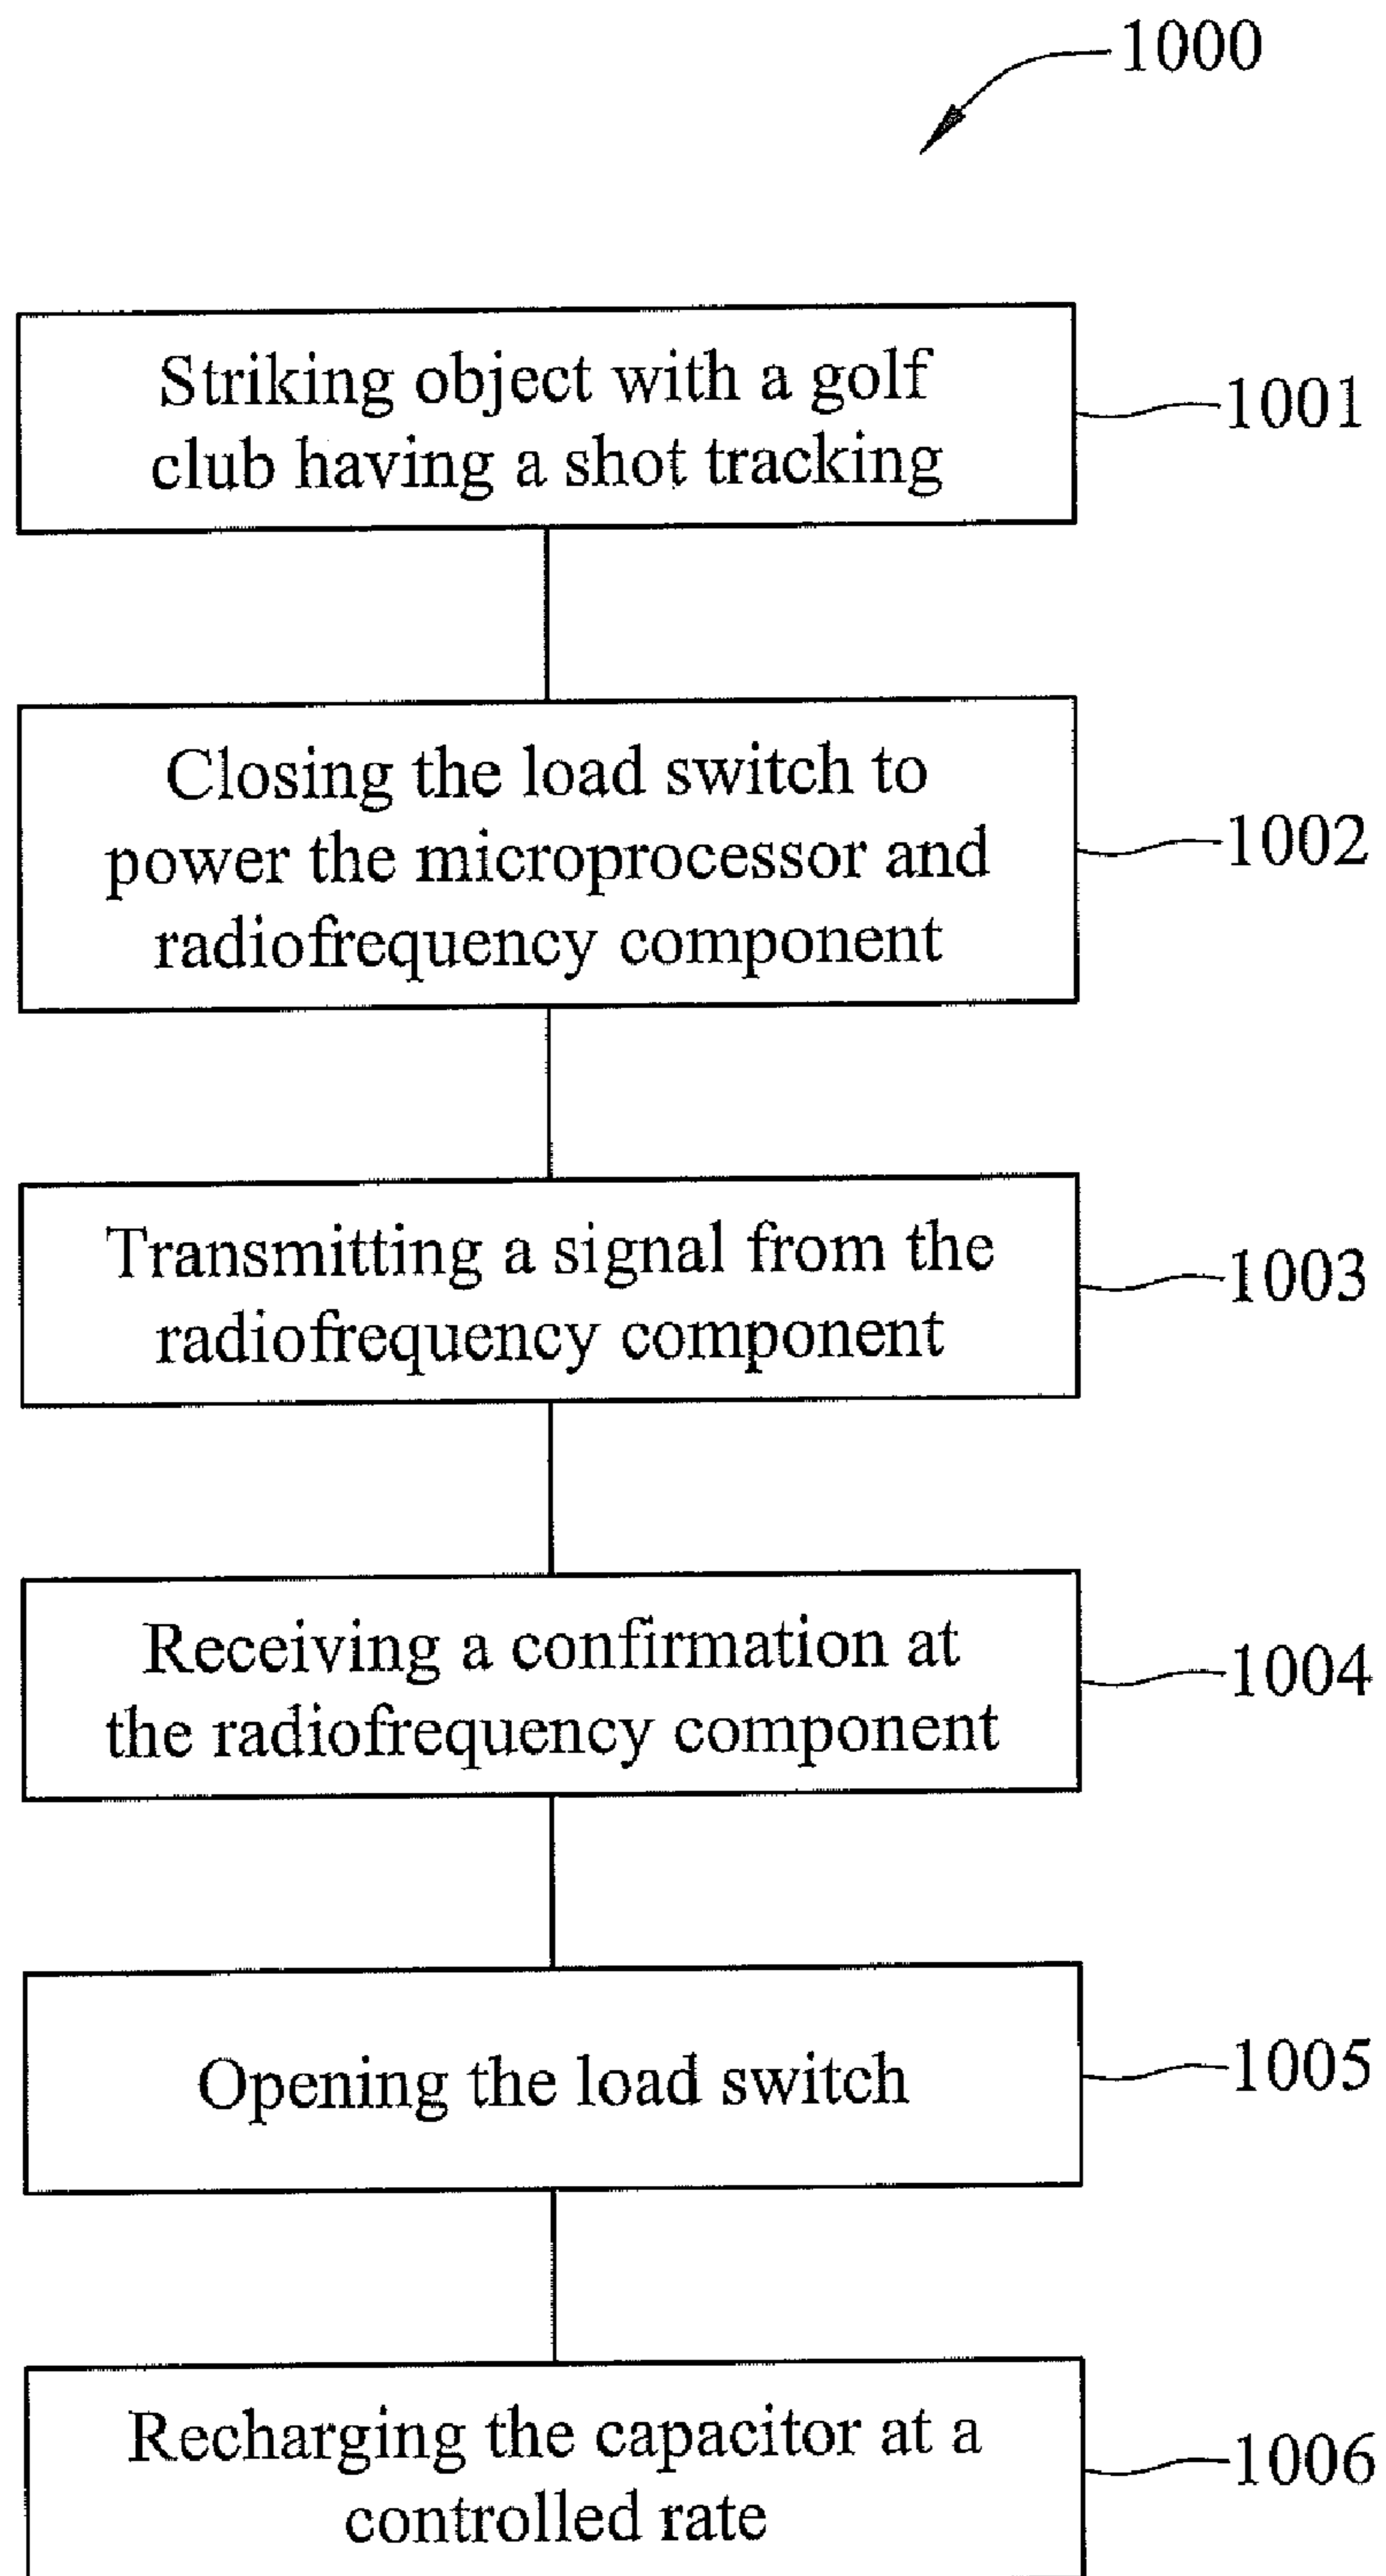 1000
Striking object with a golf
club having a shot tracking
1001
Closing the load switch to
power the microprocessor and
radiofrequency component
1002
Transmitting a signal from the
radiofrequency component
1003
Receiving a confirmation at
the radiofrequency component
1004
Opening the load switch
1005
Recharging the capacitor at a
controlled rate
1006